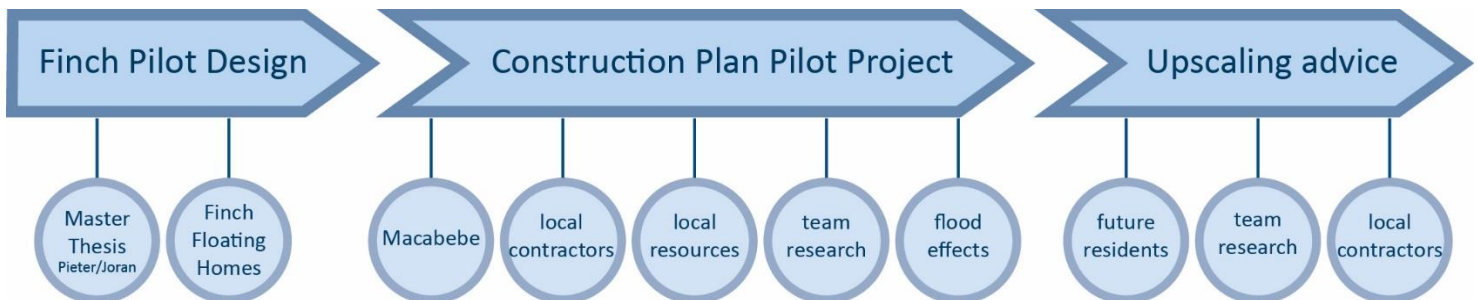 Finch Pilot Design
Construction Plan Pilot Project
Upscaling advice
Master
Thesis
Pieter/Joran
Finch
Floating
Homes
Macabebe
local
contractors
local
resources
team
research
flood
effects
future
residents
team
research
local
contractors